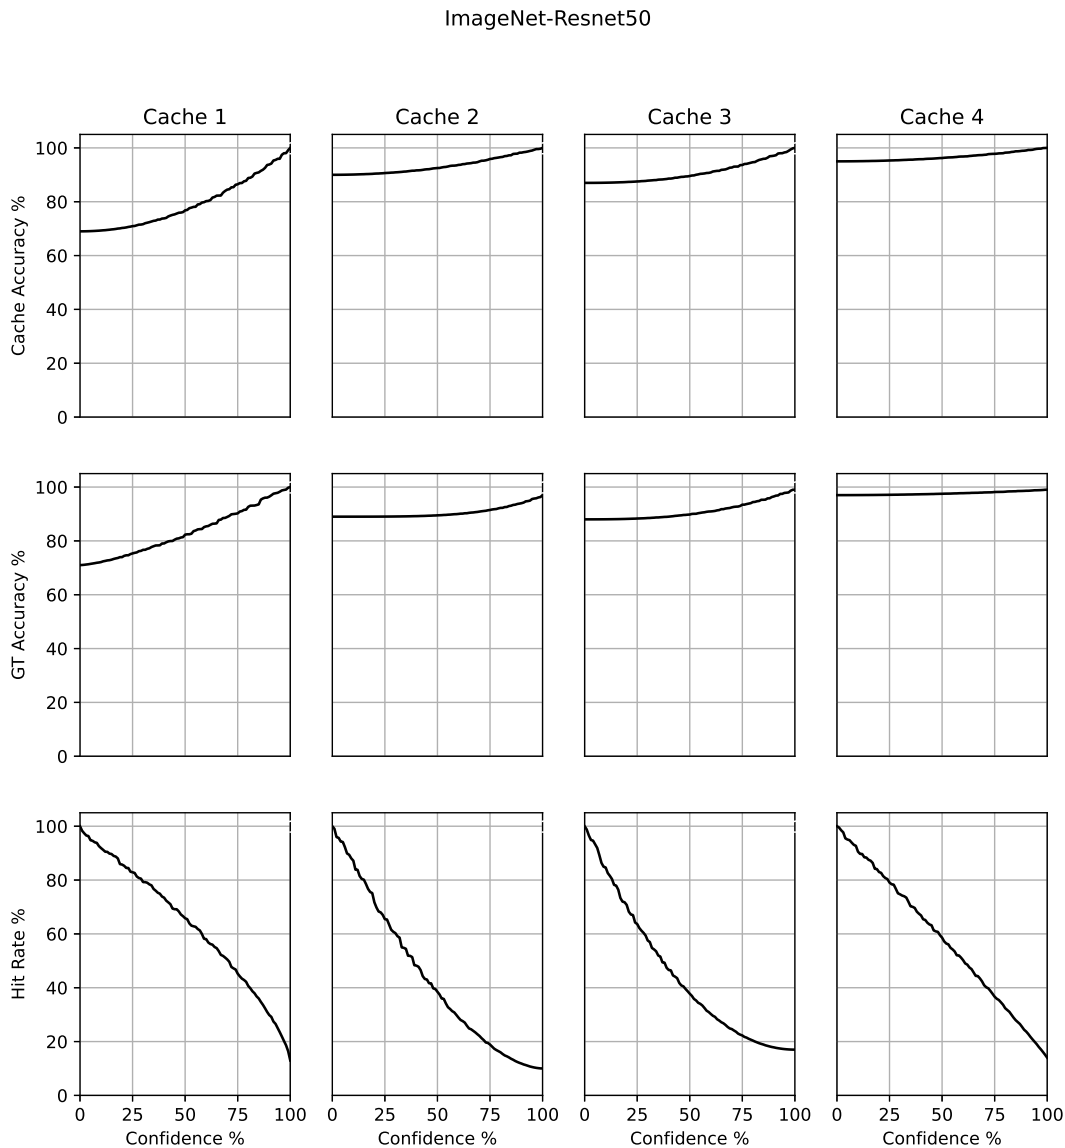 ImageNet-Resnet50
Cache 1 Cache 2 Cache 3 Cache 4
Cache Accuracy %
100
80
60
40
20
0
GT Accuracy %
100
80
60
40
20
0
Hit Rate %
100
80
60
40
20
0
0 25 50 75 100 0 25 50 75 100 0 25 50 75 100 0 25 50 75 100
Confidence % Confidence % Confidence % Confidence %